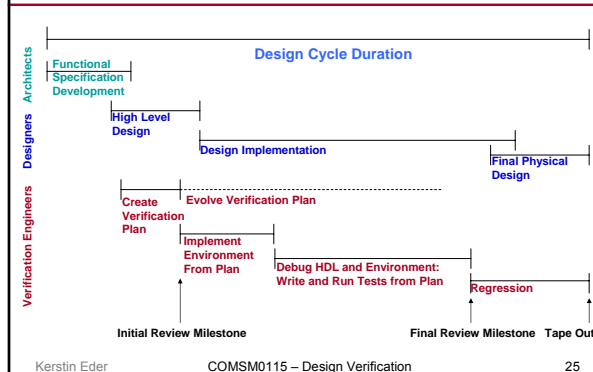 Design Cycle Duration
Architects
Functional
Specification
Development
Designers
High Level
Design
Design Implementation
Final Physical
Design
Verification Engineers
Create
Verification
Plan
Evolve Verification Plan
Implement
Environment
From Plan
Debug HDL and Environment:
Write and Run Tests from Plan
Regression
Initial Review Milestone
Final Review Milestone
Tape Out
Kerstin Eder
COMSM0115 – Design Verification
25